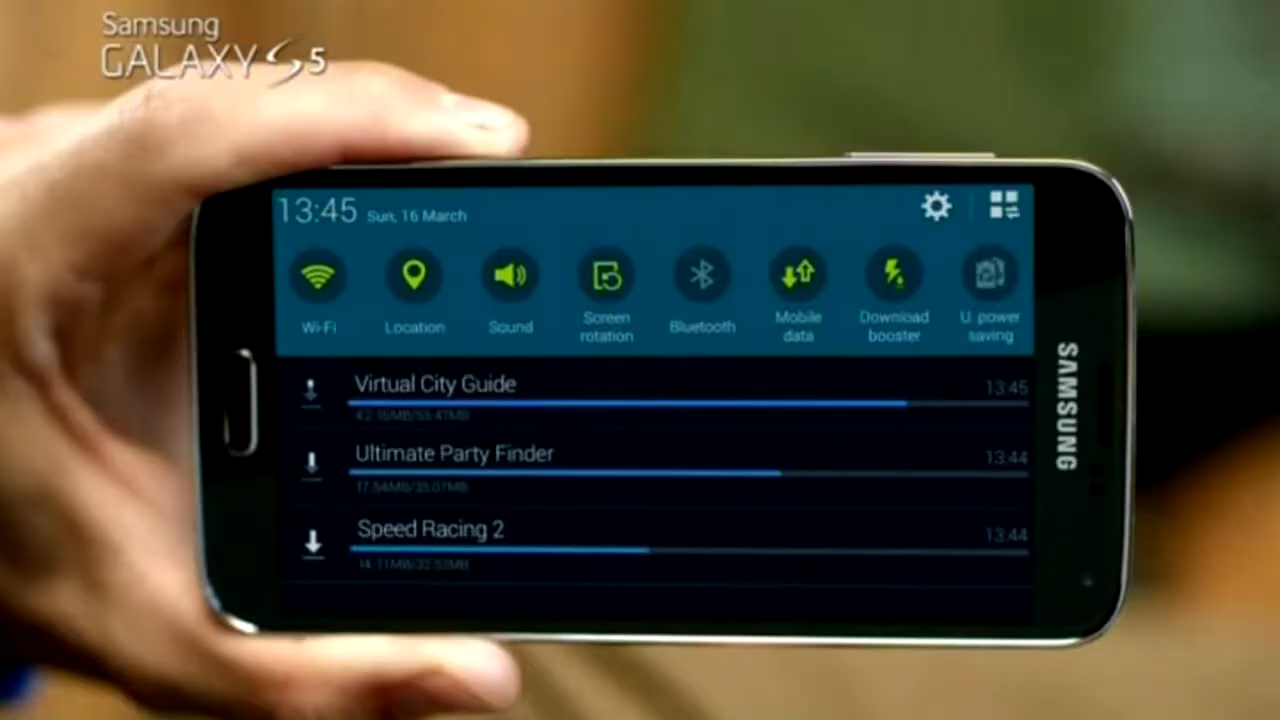 Samsung
GALAXY S5
13:45 Sun, 16 March
Wi-Fi
Location
Sound
Screen
rotation
Bluetooth
Mobile
data
Download
booster
U. power
saving
Virtual City Guide 13:45
Ultimate Party Finder 13:44
Speed Racing 2 13:44
SAMSUNG